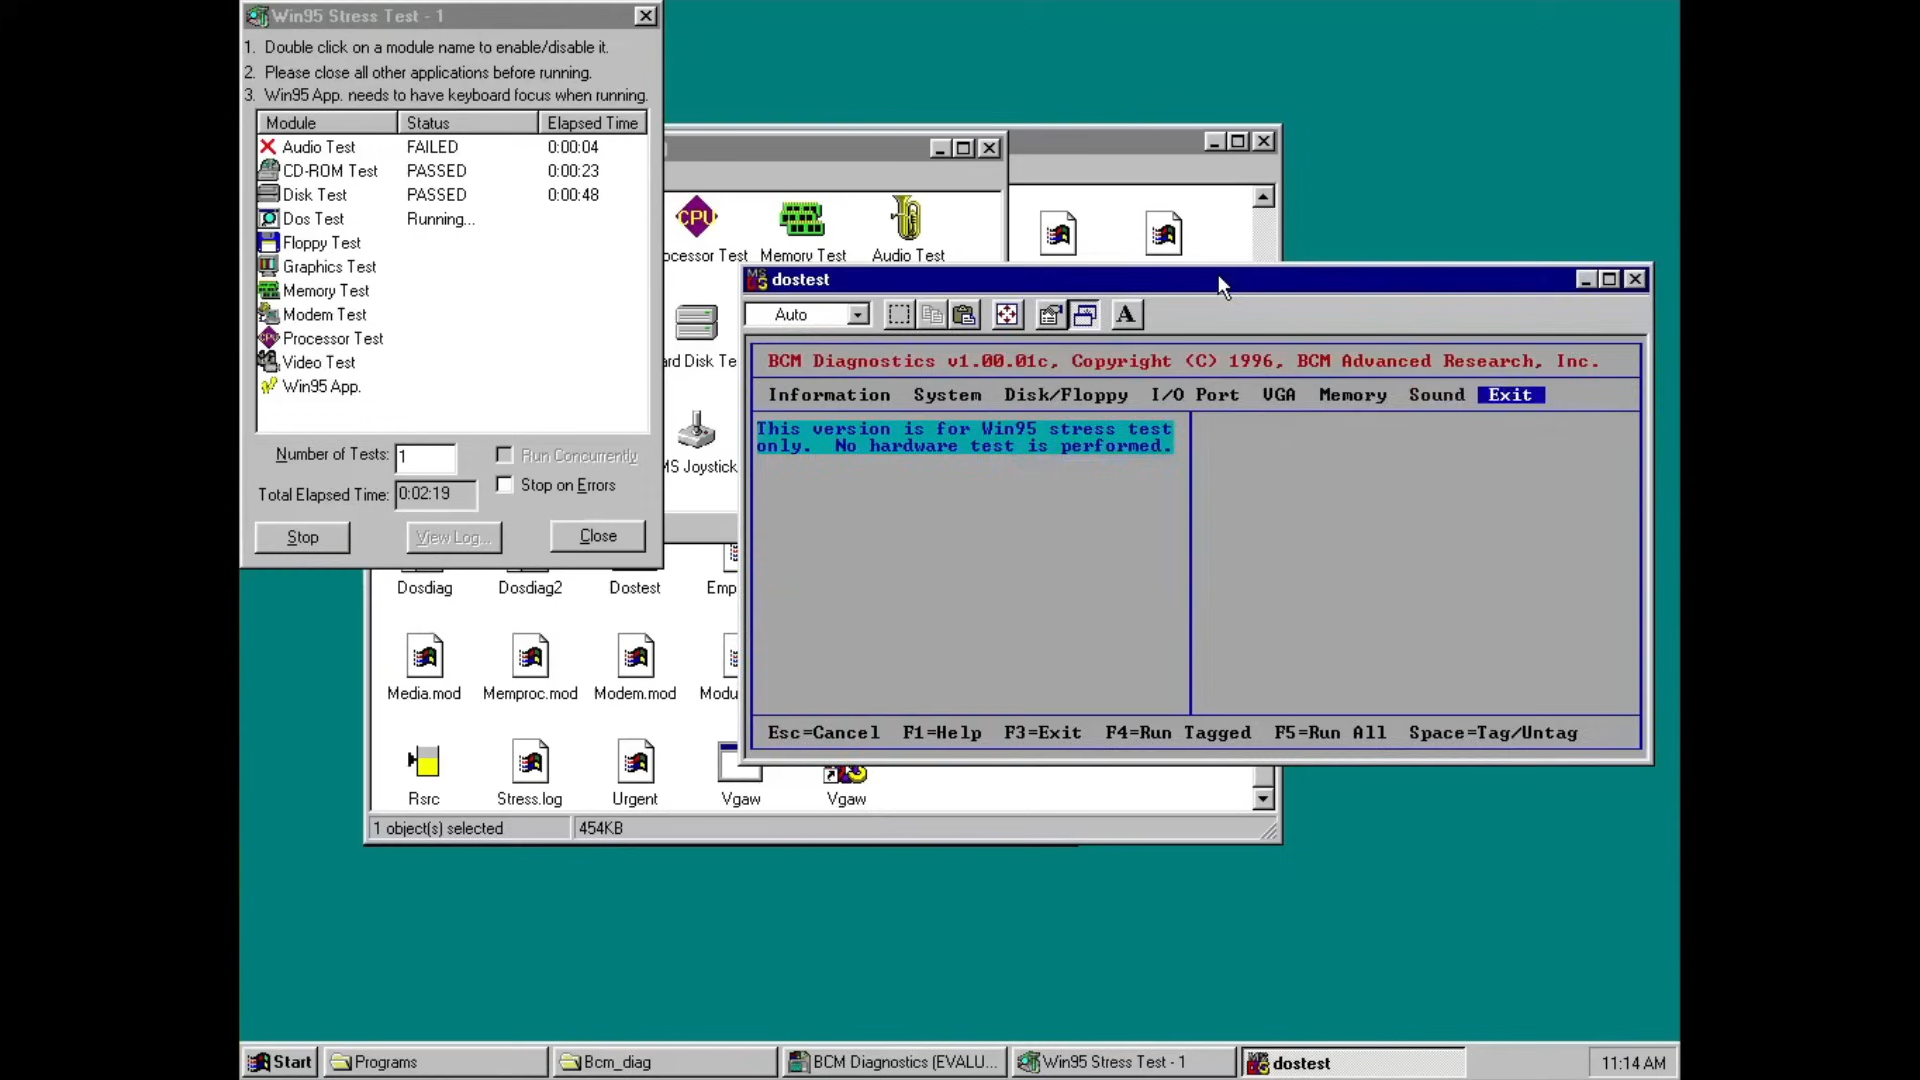 Win95 Stress Test - 1
1. Double click on a module name to enable/disable it.
2. Please close all other applications before running.
3. Win95 App. needs to have keyboard focus when running.
Module Status Elapsed Time
Audio Test FAILED 0:00:04
CD-ROM Test PASSED 0:00:23
Disk Test PASSED 0:00:48
Dos Test Running...
Floppy Test
Graphics Test
Memory Test
Modem Test
Processor Test
Video Test
Win95 App.
Number of Tests: 1
Run Concurrently
Total Elapsed Time: 0:02:19
Stop on Errors
Stop View Log... Close
CPU
ocessor Test Memory Test Audio Test
ard Disk Te
MS Joystick
dostest
Auto
A
BCM Diagnostics v1.00.01c, Copyright (C) 1996, BCM Advanced Research, Inc.
Information System Disk/Floppy I/O Port VGA Memory Sound Exit
This version is for Win95 stress test
only. No hardware test is performed.
Esc=Cancel F1=Help F3=Exit F4=Run Tagged F5=Run All Space=Tag/Untag
Dosdiag Dosdiag2 Dostest Emp
Media.mod Memproc.mod Modem.mod Modu
Rsrc Stress.log Urgent Vgaw Vgaw
1 object(s) selected 454KB
Start Programs Bcm_diag BCM Diagnostics (EVALU... Win95 Stress Test - 1 dostest 11:14 AM